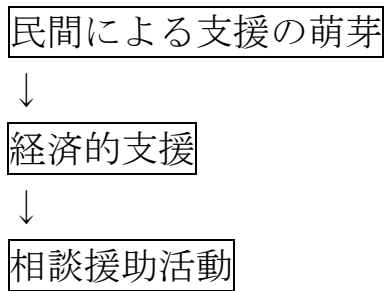 民間による支援の萌芽
↓
経済的支援
↓
相談援助活動